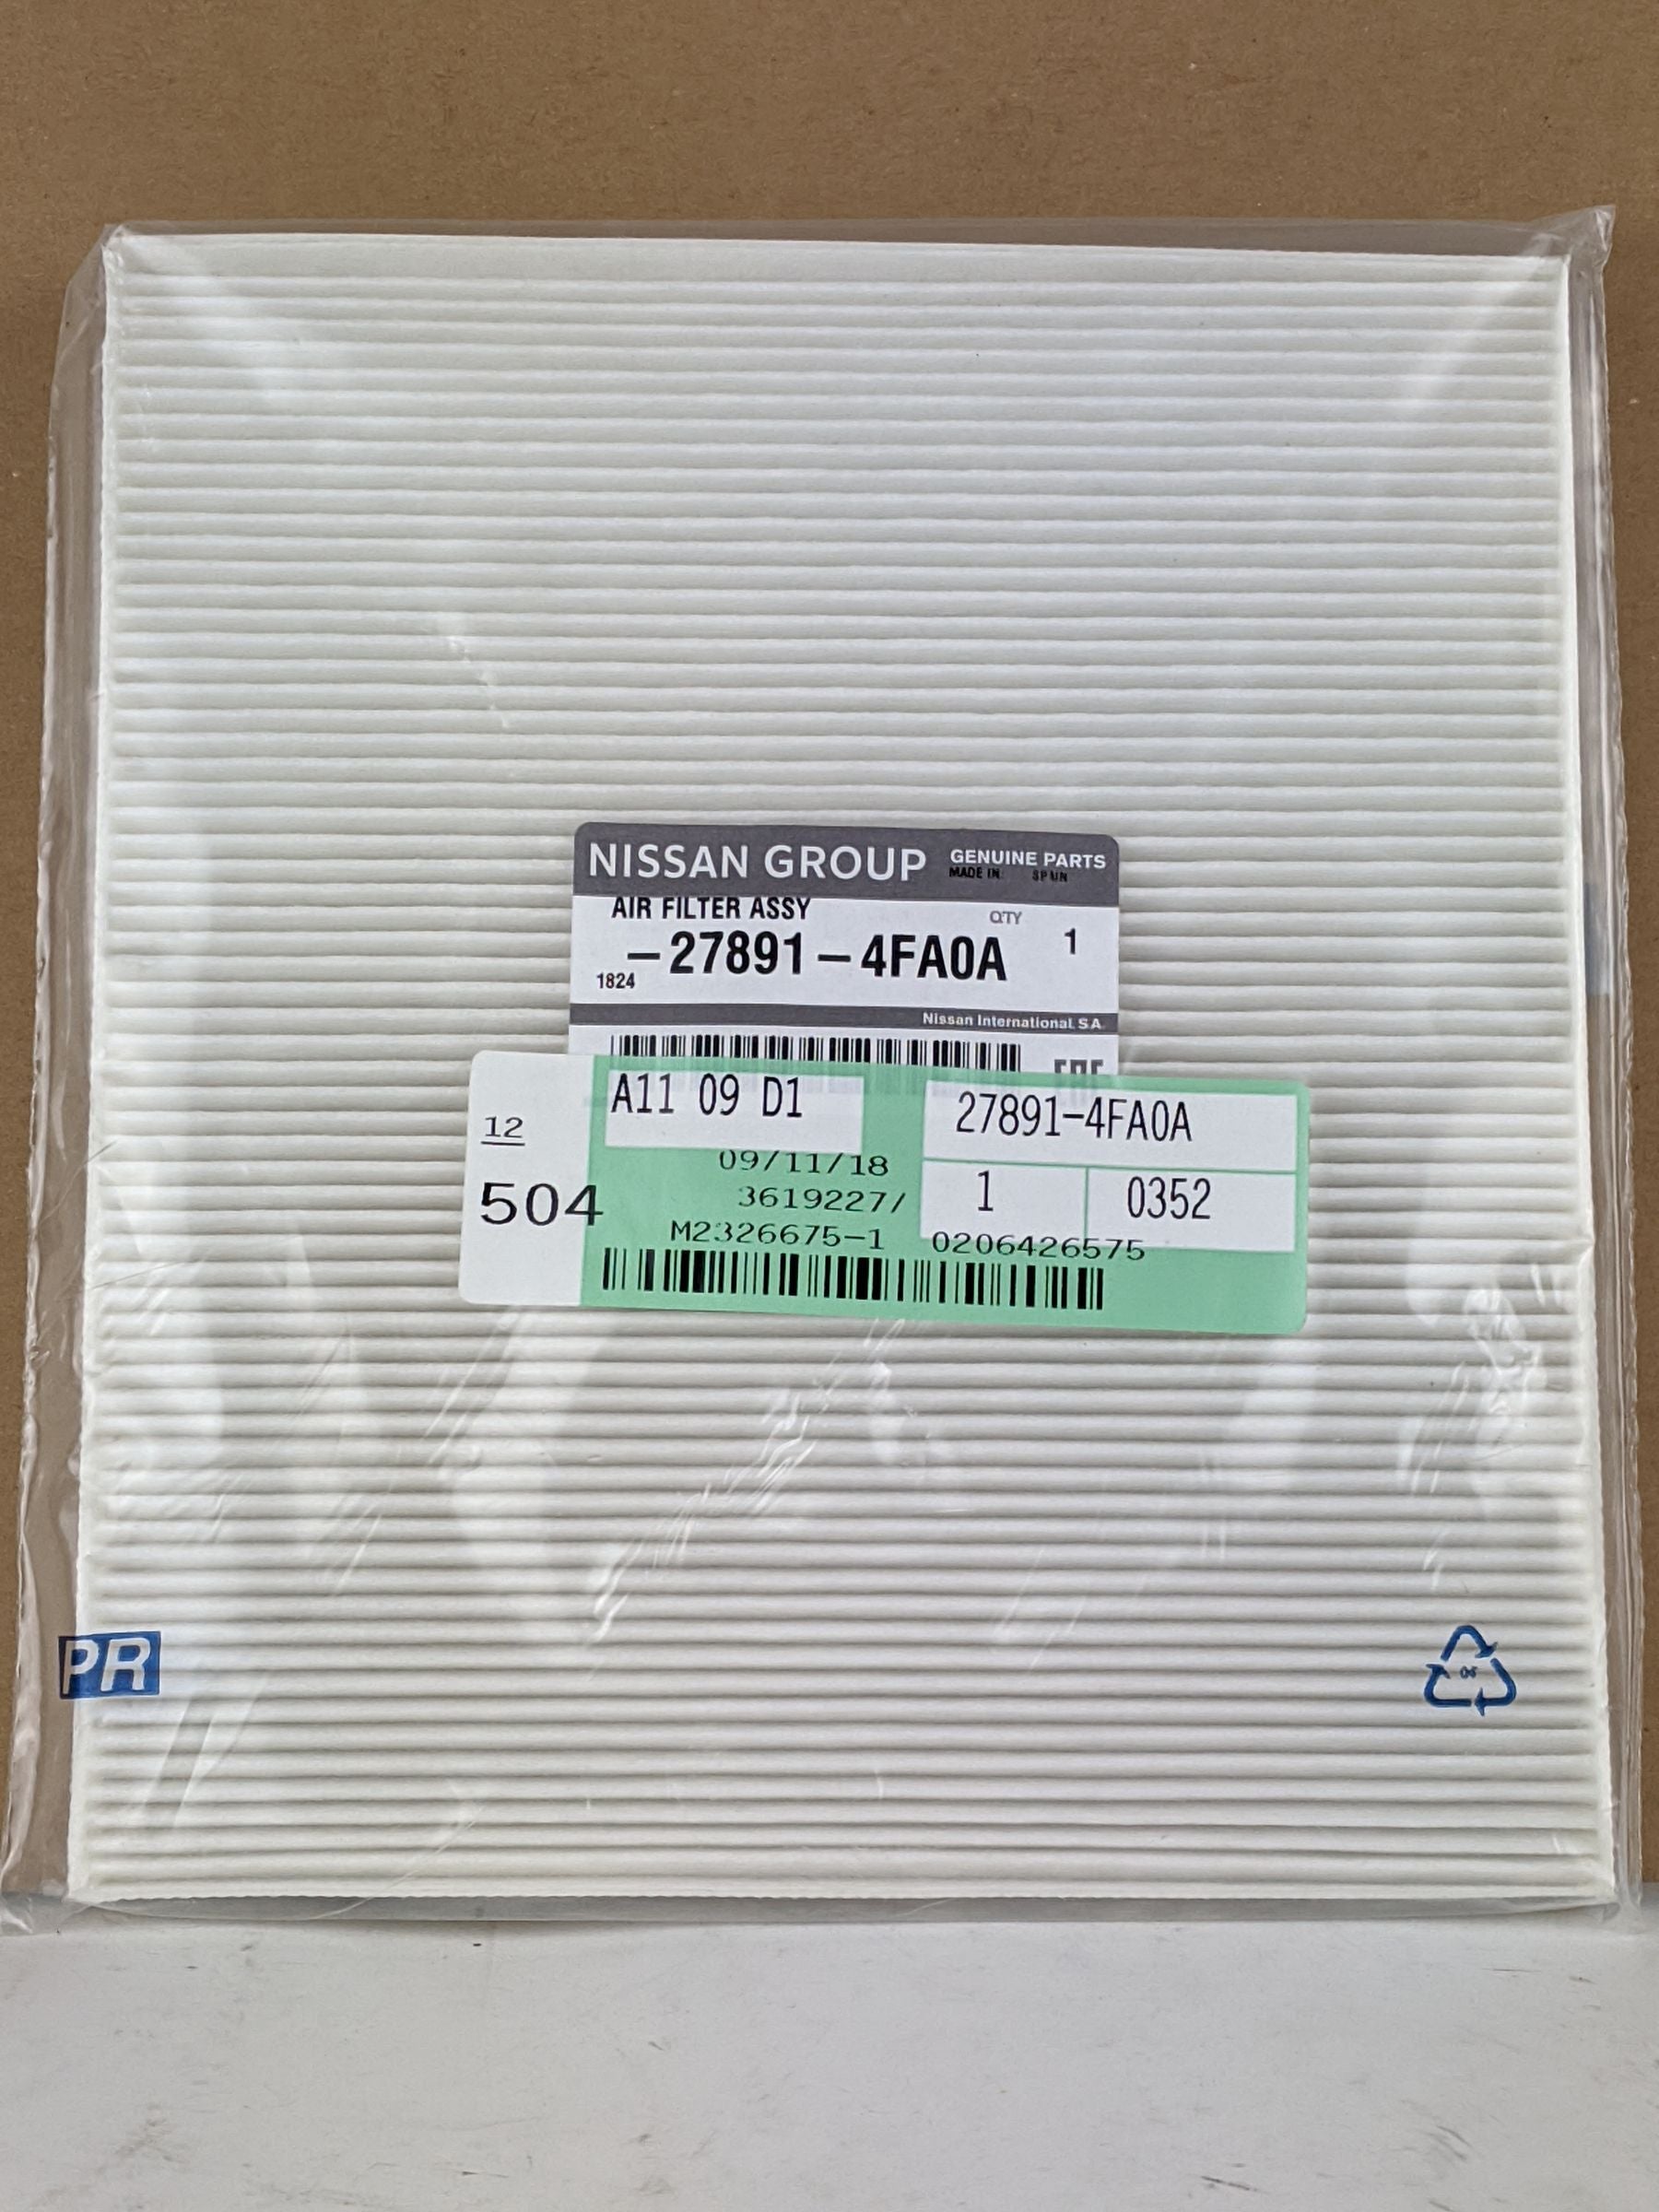 NISSAN GROUP GENUINE PARTS
MADE IN: SPAIN
AIR FILTER ASSY QTY
-27891-4FA0A 1
1824
Nissan International S.A.
A11 09 D1 27891-4FA0A
12
09/11/18
504 3619227/ 1 0352
M2326675-1 0206426575
PR